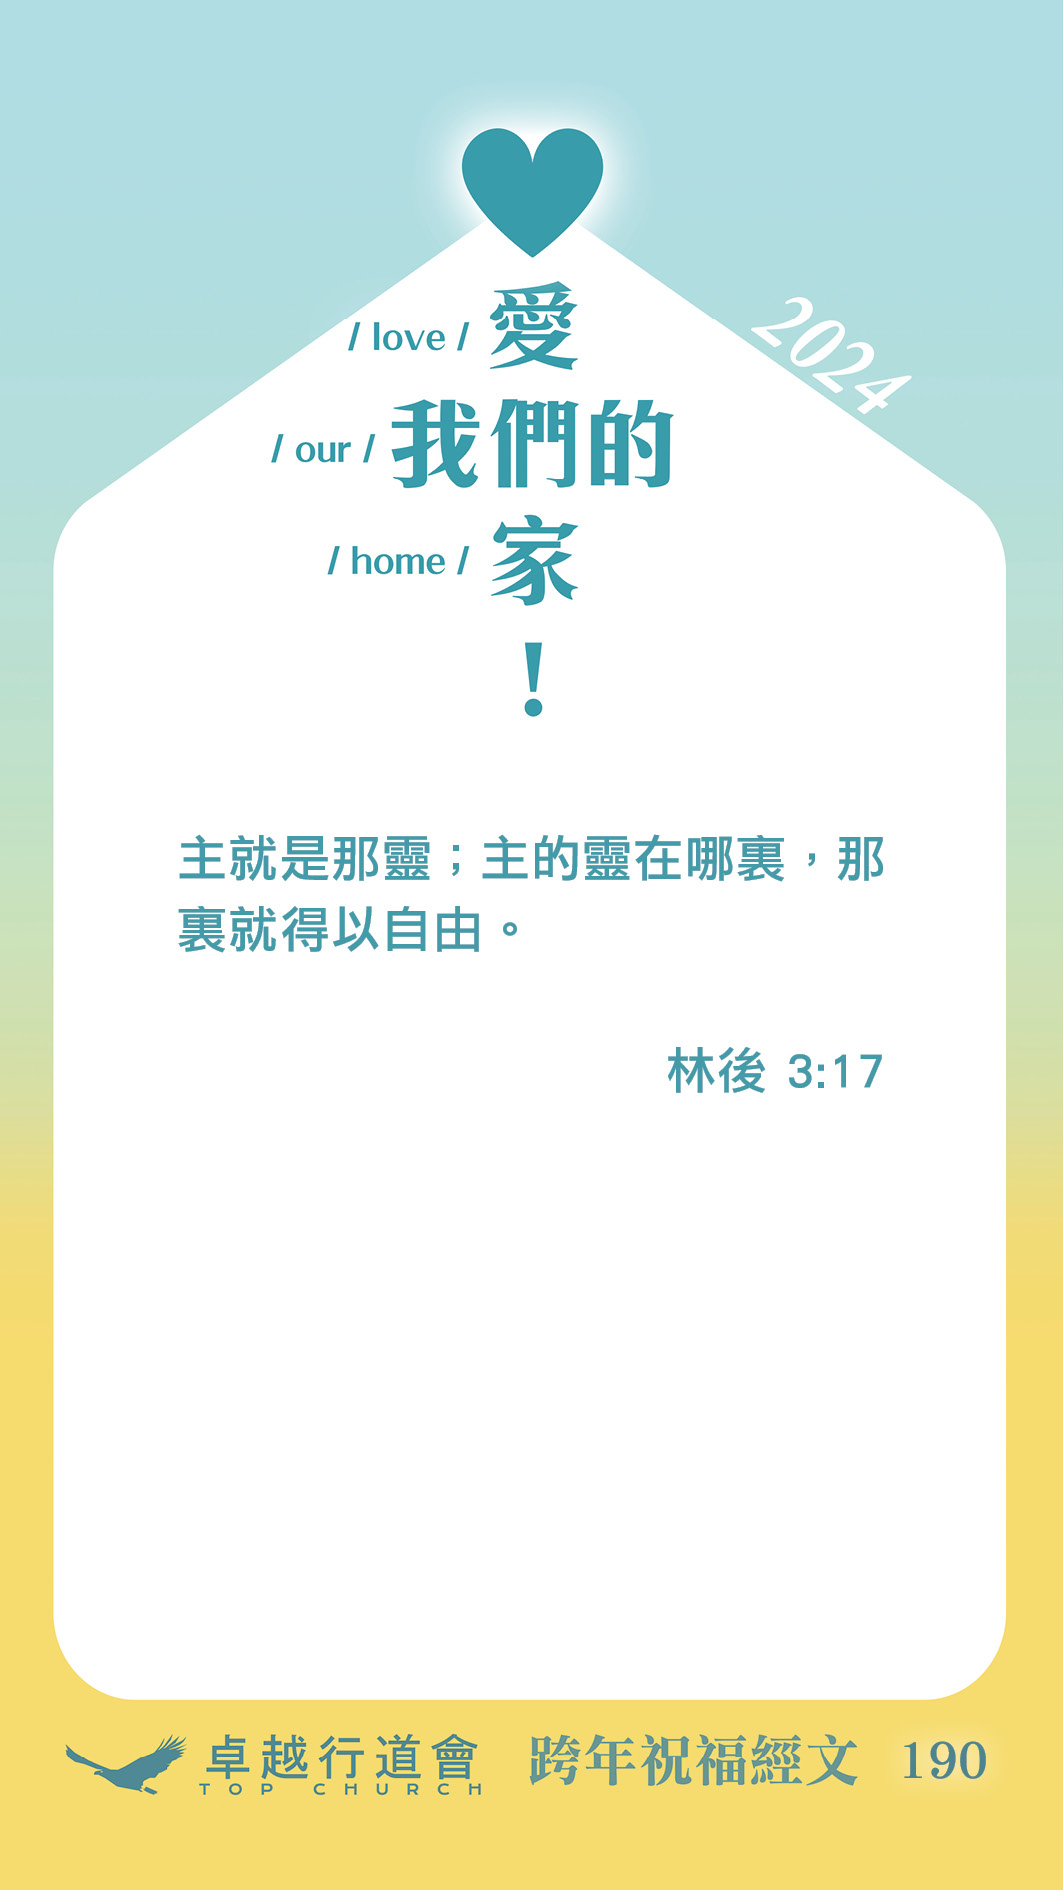 / love / 愛
2024
/ our / 我們的
/ home / 家
!
主就是那靈；主的靈在哪裏，那
裏就得以自由。
林後 3:17
卓越行道會 跨年祝福經文 190
TOP CHURCH